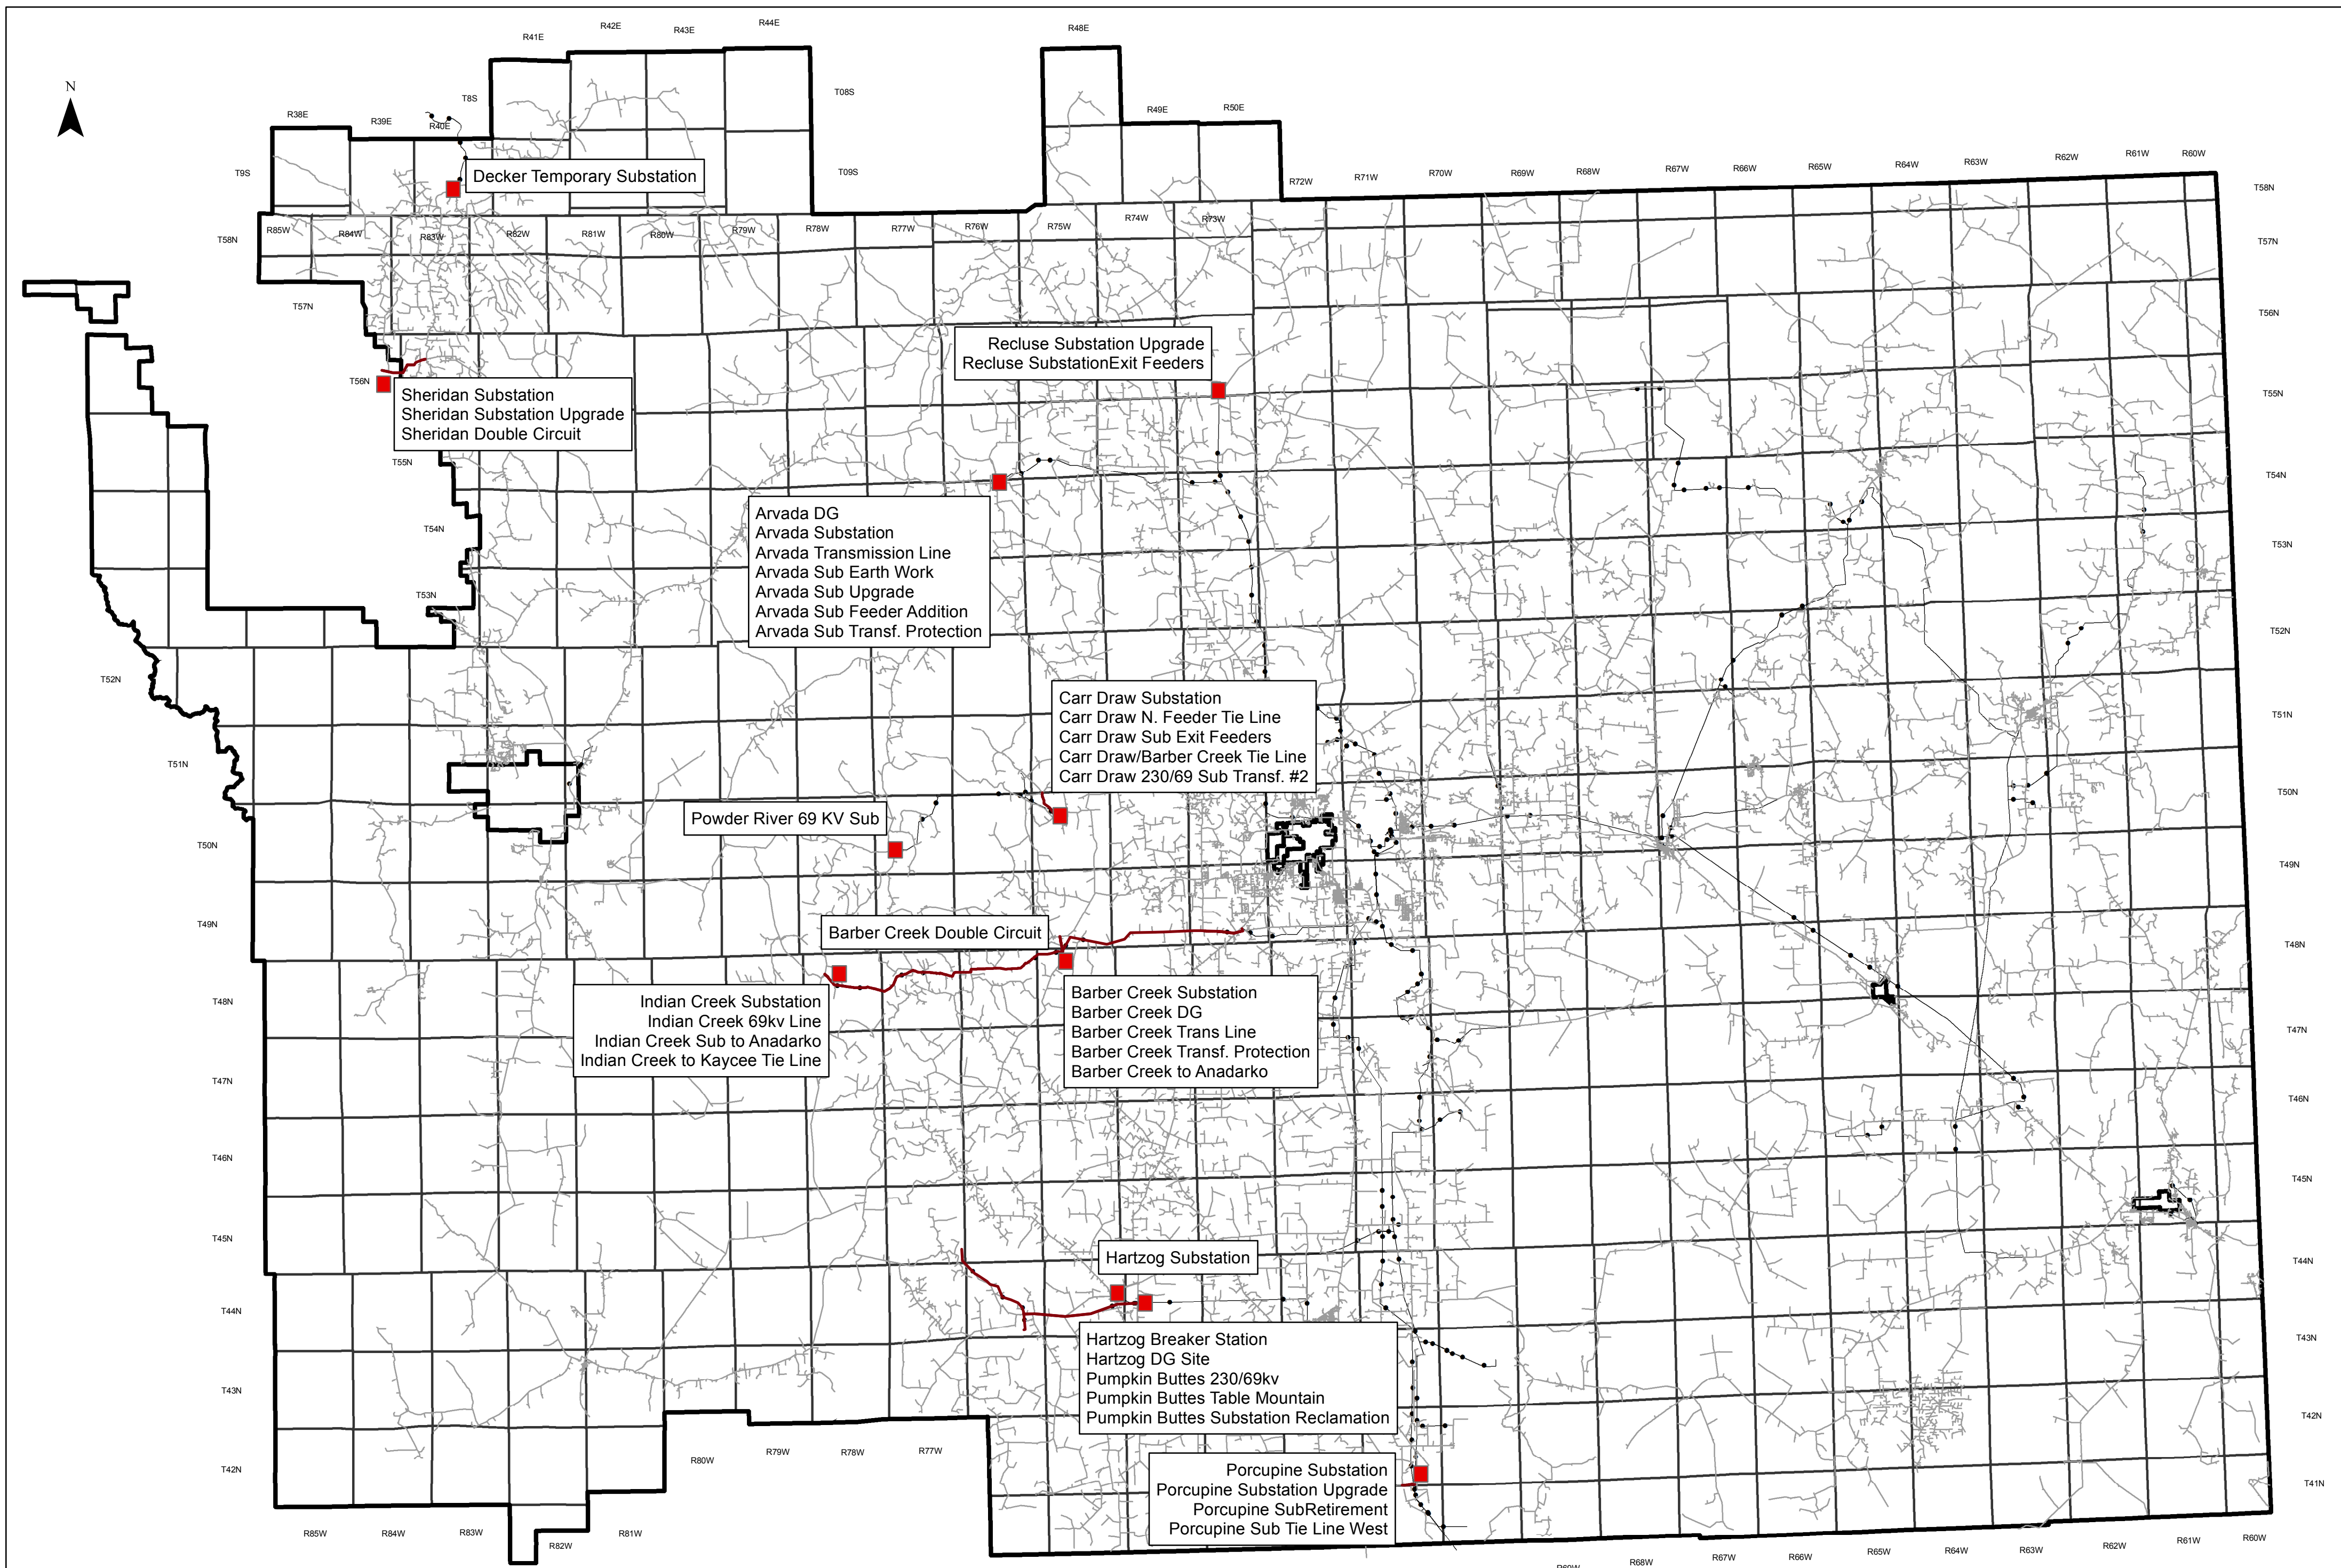 R41E
R42E
R43E
R44E
R48E
N
T8S
T08S
R38E
R39E
R40E
R49E
R50E
T9S
Decker Temporary Substation
T09S
R72W
R71W
R70W
R69W
R68W
R67W
R66W
R65W
R64W
R63W
R62W
R61W
R60W
T58N
T58N
R85W
R84W
R83W
R82W
R81W
R80W
R79W
R78W
R77W
R76W
R75W
R74W
R73W
T57N
T57N
T56N
Recluse Substation Upgrade
Recluse SubstationExit Feeders
T56N
Sheridan Substation
Sheridan Substation Upgrade
Sheridan Double Circuit
T55N
T55N
T54N
Arvada DG
Arvada Substation
Arvada Transmission Line
Arvada Sub Earth Work
Arvada Sub Upgrade
Arvada Sub Feeder Addition
Arvada Sub Transf. Protection
T54N
T53N
T53N
T52N
T52N
Carr Draw Substation
Carr Draw N. Feeder Tie Line
Carr Draw Sub Exit Feeders
Carr Draw/Barber Creek Tie Line
Carr Draw 230/69 Sub Transf. #2
T51N
T51N
T50N
Powder River 69 KV Sub
T50N
T49N
T49N
Barber Creek Double Circuit
T48N
T48N
Indian Creek Substation
Indian Creek 69kv Line
Indian Creek Sub to Anadarko
Indian Creek to Kaycee Tie Line
Barber Creek Substation
Barber Creek DG
Barber Creek Trans Line
Barber Creek Transf. Protection
Barber Creek to Anadarko
T47N
T47N
T46N
T46N
T45N
T45N
Hartzog Substation
T44N
T44N
Hartzog Breaker Station
Hartzog DG Site
Pumpkin Buttes 230/69kv
Pumpkin Buttes Table Mountain
Pumpkin Buttes Substation Reclamation
T43N
T43N
T42N
R79W
R78W
R77W
R80W
T42N
Porcupine Substation
Porcupine Substation Upgrade
Porcupine SubRetirement
Porcupine Sub Tie Line West
T41N
R85W
R84W
R83W
R82W
R81W
R69W
R68W
R67W
R66W
R65W
R64W
R63W
R62W
R61W
R60W